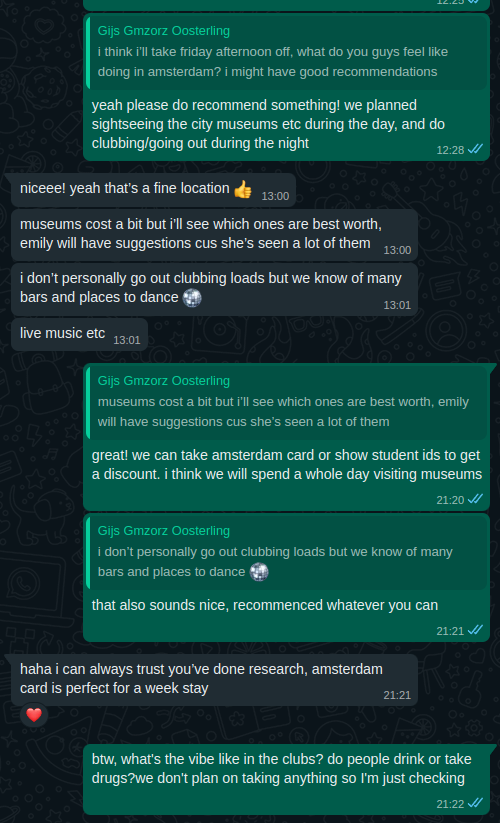 12:25
Gijs Gmzorz Oosterling
i think i'll take friday afternoon off, what do you guys feel like
doing in amsterdam? i might have good recommendations
yeah please do recommend something! we planned
sightseeing the city museums etc during the day, and do
clubbing/going out during the night
12:28
niceee! yeah that's a fine location 👍
13:00
museums cost a bit but i'll see which ones are best worth,
emily will have suggestions cus she's seen a lot of them
13:00
i don't personally go out clubbing loads but we know of many
bars and places to dance 🪩
13:01
live music etc
13:01
Gijs Gmzorz Oosterling
museums cost a bit but i'll see which ones are best worth, emily
will have suggestions cus she's seen a lot of them
great! we can take amsterdam card or show student ids to get
a discount. i think we will spend a whole day visiting museums
21:20
Gijs Gmzorz Oosterling
i don't personally go out clubbing loads but we know of many
bars and places to dance 🪩
that also sounds nice, recommenced whatever you can
21:21
haha i can always trust you've done research, amsterdam
card is perfect for a week stay
21:21
❤️
btw, what's the vibe like in the clubs? do people drink or take
drugs?we don't plan on taking anything so I'm just checking
21:22